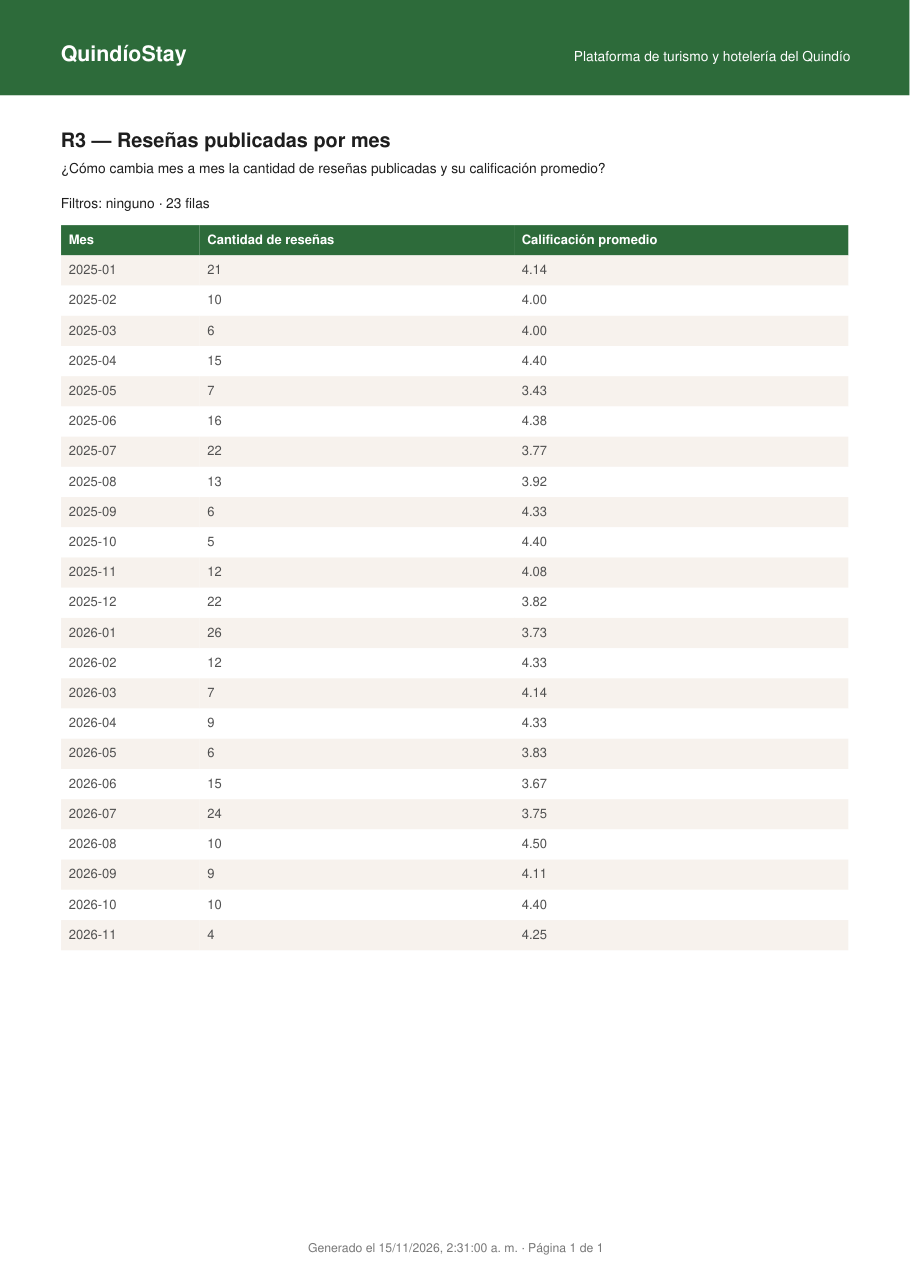 QuindíoStay
Plataforma de turismo y hotelería del Quindío
R3 — Reseñas publicadas por mes
¿Cómo cambia mes a mes la cantidad de reseñas publicadas y su calificación promedio?
Filtros: ninguno · 23 filas
Mes Cantidad de reseñas Calificación promedio
2025-01 21 4.14
2025-02 10 4.00
2025-03 6 4.00
2025-04 15 4.40
2025-05 7 3.43
2025-06 16 4.38
2025-07 22 3.77
2025-08 13 3.92
2025-09 6 4.33
2025-10 5 4.40
2025-11 12 4.08
2025-12 22 3.82
2026-01 26 3.73
2026-02 12 4.33
2026-03 7 4.14
2026-04 9 4.33
2026-05 6 3.83
2026-06 15 3.67
2026-07 24 3.75
2026-08 10 4.50
2026-09 9 4.11
2026-10 10 4.40
2026-11 4 4.25
Generado el 15/11/2026, 2:31:00 a. m. · Página 1 de 1